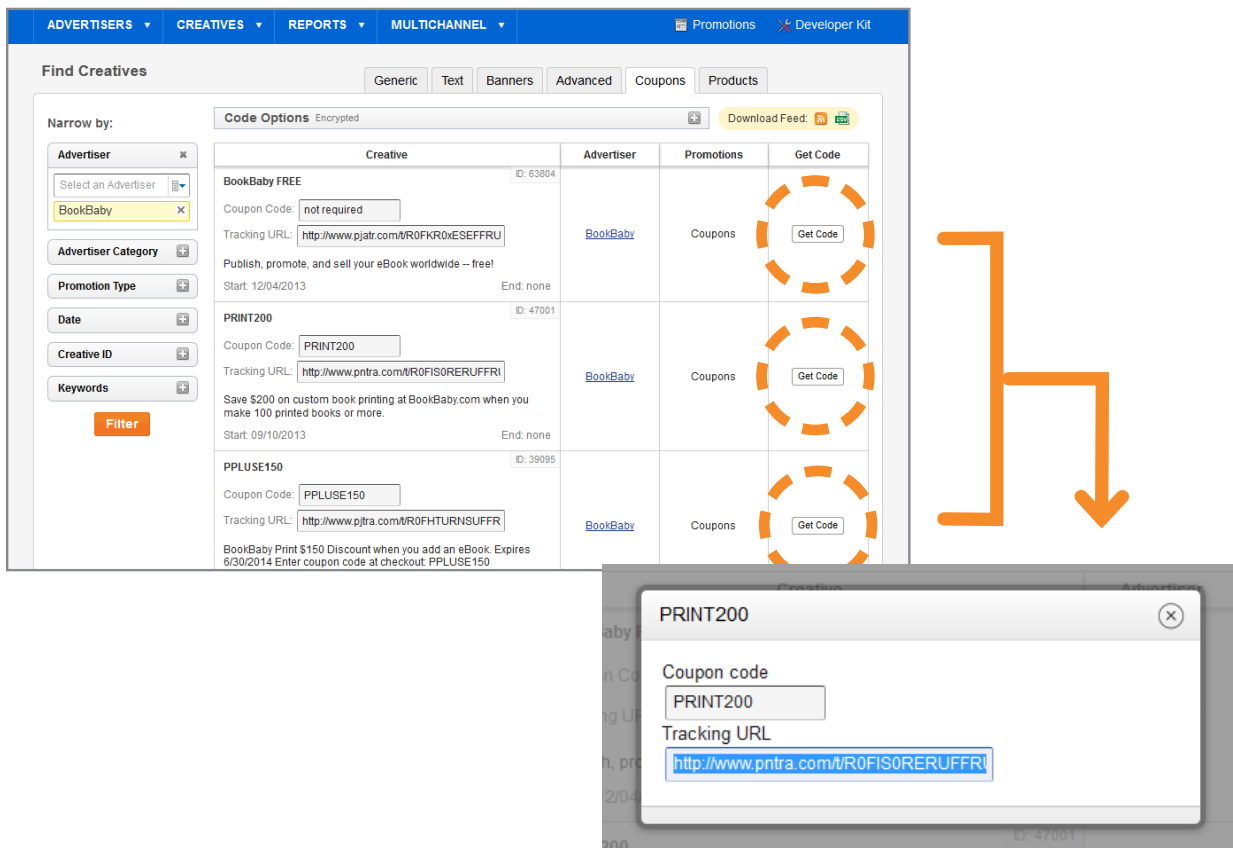 ADVERTISERS CREATIVES REPORTS MULTICHANNEL Promotions Developer Kit
Find Creatives
Generic Text Banners Advanced Coupons Products
Narrow by:
Code Options Encrypted
Download Feed: CSV
Advertiser
Select an Advertiser
BookBaby
Advertiser Category
Promotion Type
Date
Creative ID
Keywords
Filter
Creative Advertiser Promotions Get Code
BookBaby FREE ID: 63804
Coupon Code: not required
Tracking URL: http://www.pjatr.com/t/R0FKR0xESEFFRU
BookBaby Coupons Get Code
Publish, promote, and sell your eBook worldwide -- free!
Start: 12/04/2013 End: none
PRINT200 ID: 47001
Coupon Code: PRINT200
Tracking URL: http://www.pntra.com/t/R0FIS0RERUFFRU
BookBaby Coupons Get Code
Save $200 on custom book printing at BookBaby.com when you
make 100 printed books or more.
Start: 09/10/2013 End: none
PPLUSE150 ID: 39095
Coupon Code: PPLUSE150
Tracking URL: http://www.pjtra.com/t/R0FHTURNSUFFR
BookBaby Coupons Get Code
BookBaby Print $150 Discount when you add an eBook. Expires
6/30/2014 Enter coupon code at checkout: PPLUSE150
Creative Advertiser
PRINT200
Coupon code
PRINT200
Tracking URL
http://www.pntra.com/t/R0FIS0RERUFFRU
12/04
ID: 47001